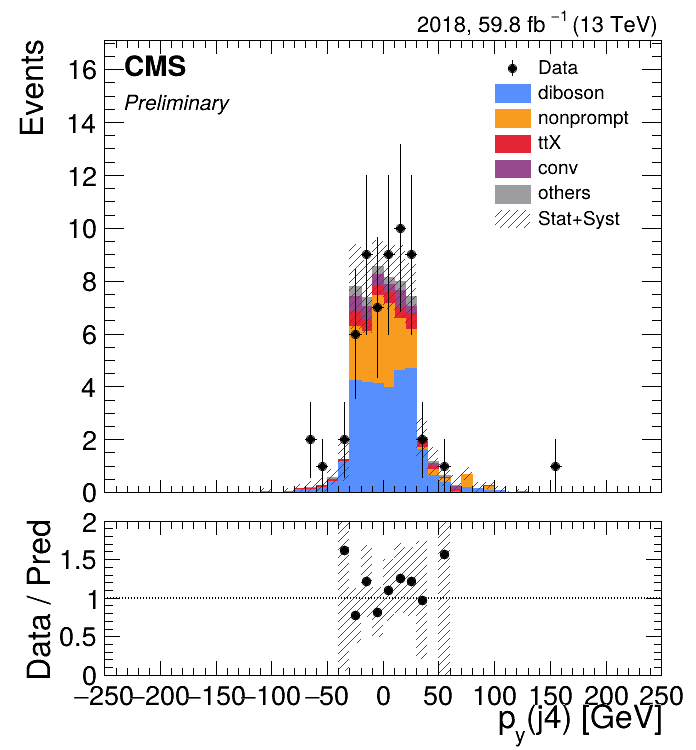 2018, 59.8 fb⁻¹ (13 TeV)
Events
16
14
12
10
8
6
4
2
0
CMS
Preliminary
Data
diboson
nonprompt
ttX
conv
others
Stat+Syst
Data / Pred
2
1.5
1
0.5
0
−250 −200 −150 −100 −50 0 50 100 150 200 250
p_y(j4) [GeV]